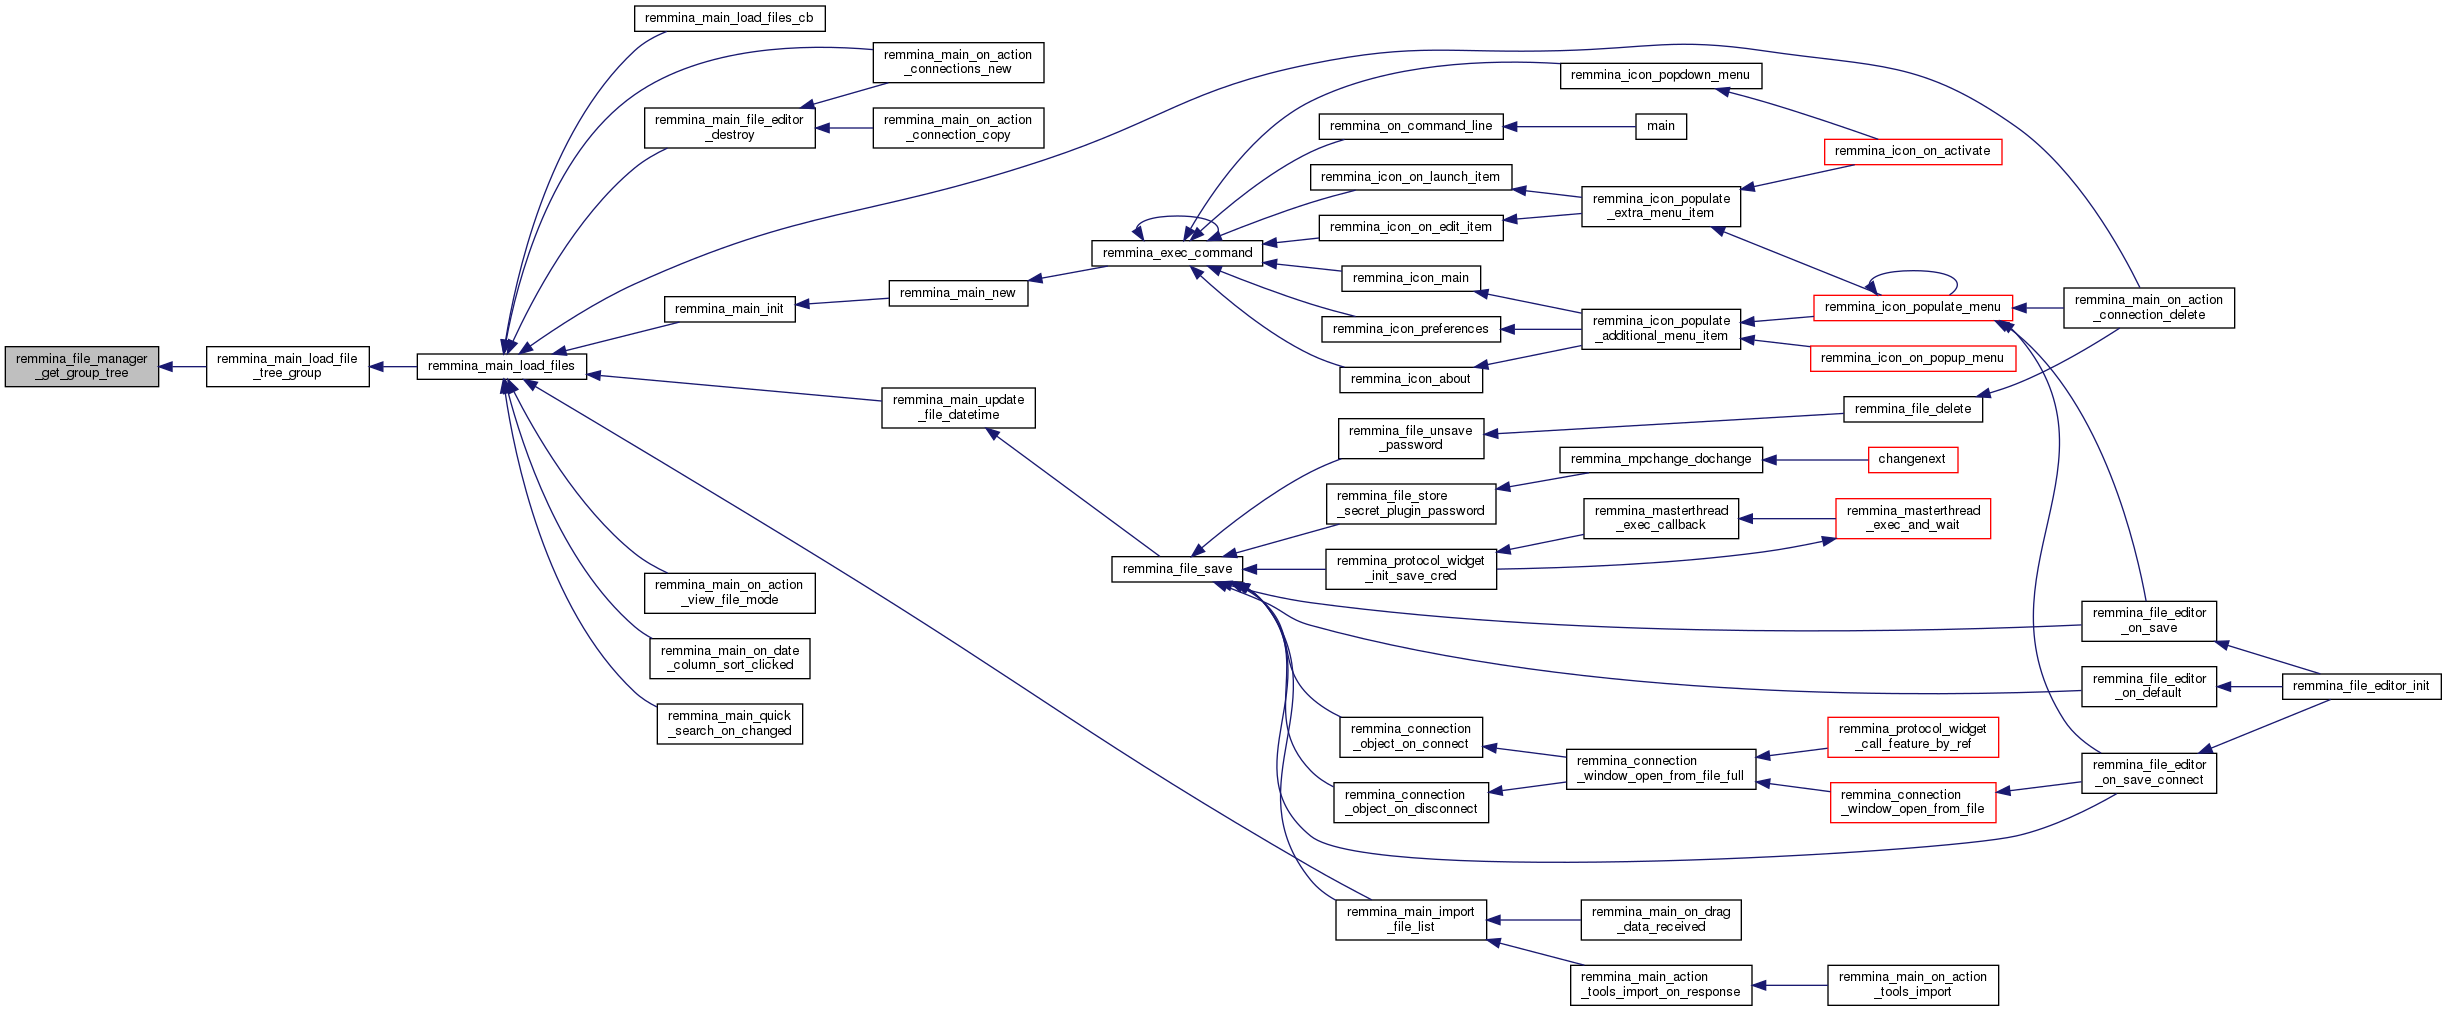 remmina_file_manager
_get_group_tree
remmina_main_load_file
_tree_group
remmina_main_load_files
remmina_main_load_files_cb
remmina_main_on_action
_connections_new
remmina_main_file_editor
_destroy
remmina_main_on_action
_connection_copy
remmina_main_init
remmina_main_new
remmina_main_update
_file_datetime
remmina_main_on_action
_view_file_mode
remmina_main_on_date
_column_sort_clicked
remmina_main_quick
_search_on_changed
remmina_exec_command
remmina_file_save
remmina_icon_popdown_menu
remmina_on_command_line
main
remmina_icon_on_launch_item
remmina_icon_on_edit_item
remmina_icon_main
remmina_icon_preferences
remmina_icon_about
remmina_icon_populate
_extra_menu_item
remmina_icon_populate
_additional_menu_item
remmina_icon_on_activate
remmina_icon_populate_menu
remmina_icon_on_popup_menu
remmina_main_on_action
_connection_delete
remmina_file_unsave
_password
remmina_file_delete
remmina_file_store
_secret_plugin_password
remmina_mpchange_dochange
changenext
remmina_protocol_widget
_init_save_cred
remmina_masterthread
_exec_callback
remmina_masterthread
_exec_and_wait
remmina_file_editor
_on_save
remmina_file_editor
_on_default
remmina_file_editor_init
remmina_connection
_object_on_connect
remmina_connection
_object_on_disconnect
remmina_connection
_window_open_from_file_full
remmina_protocol_widget
_call_feature_by_ref
remmina_connection
_window_open_from_file
remmina_file_editor
_on_save_connect
remmina_main_import
_file_list
remmina_main_on_drag
_data_received
remmina_main_action
_tools_import_on_response
remmina_main_on_action
_tools_import